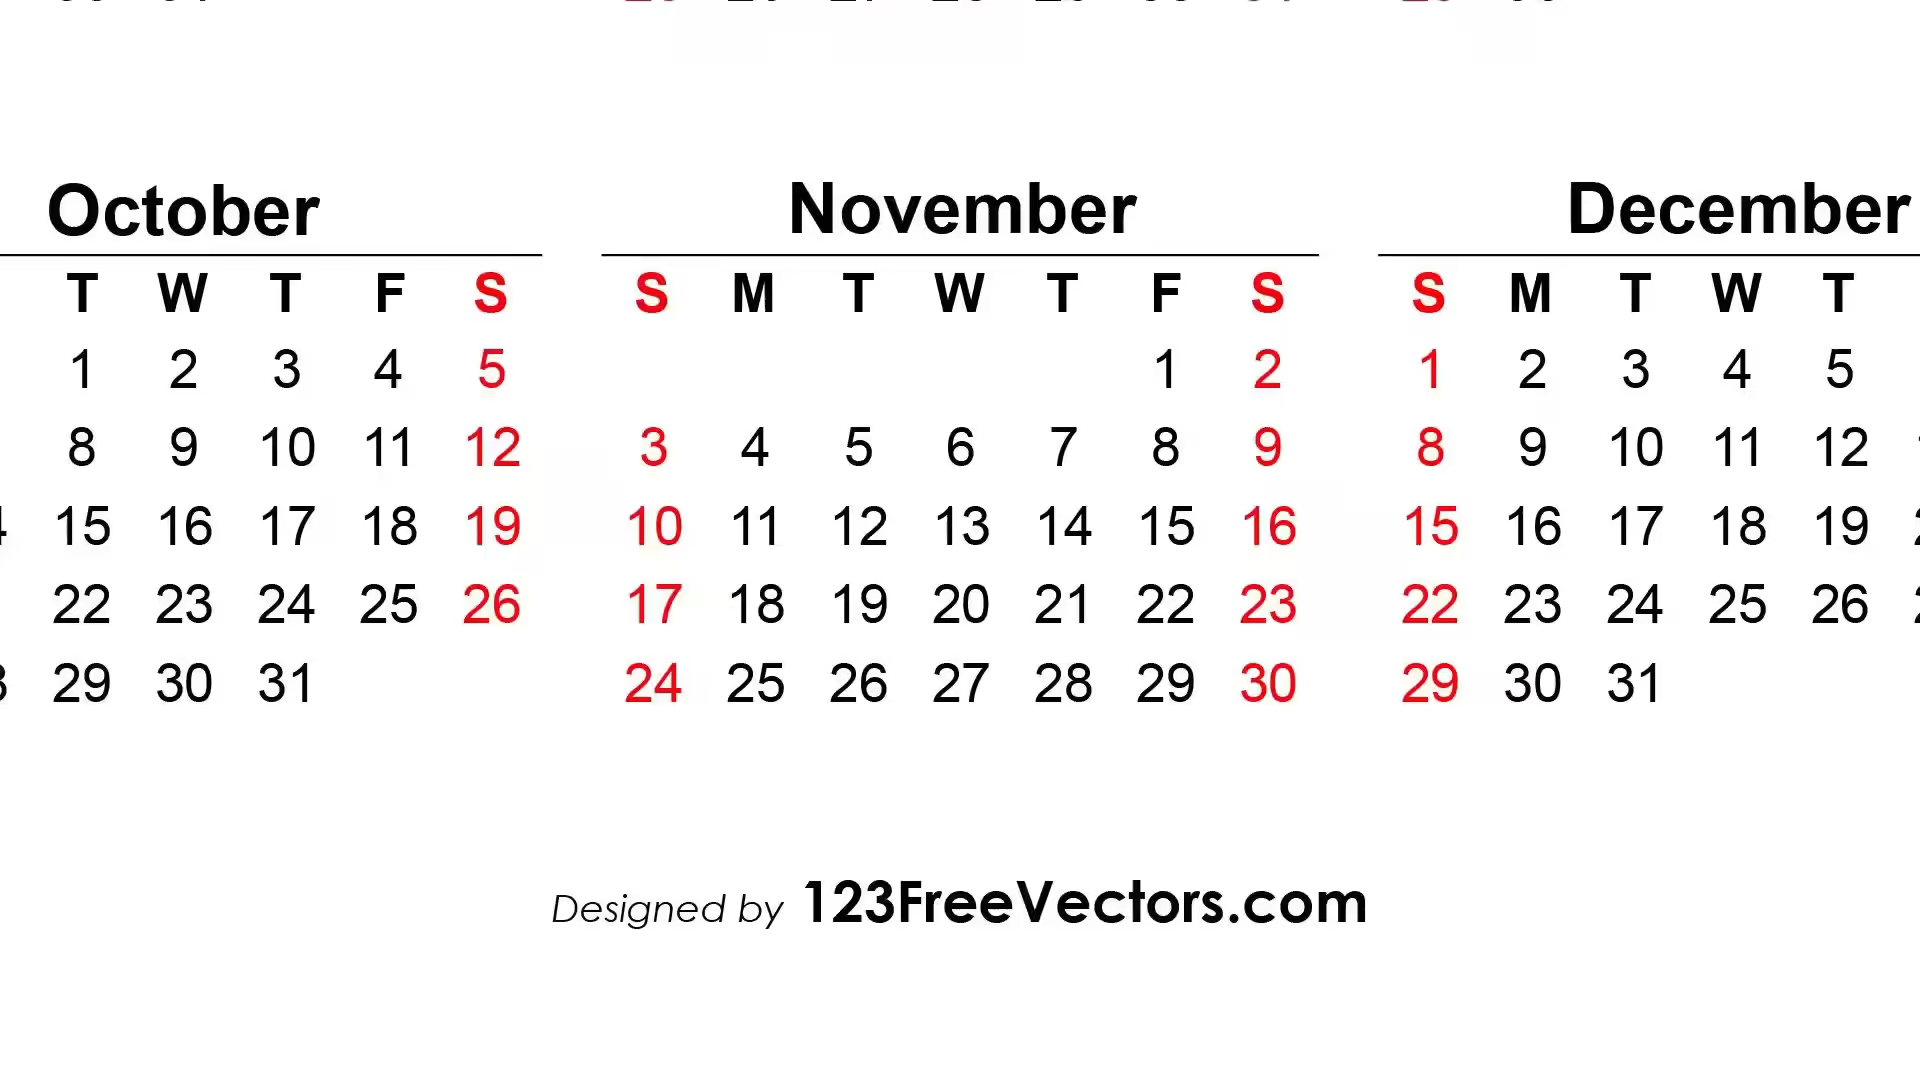 October November December
T W T F S S M T W T F S S M T W T
1 2 3 4 5 1 2 1 2 3 4 5
8 9 10 11 12 3 4 5 6 7 8 9 8 9 10 11 12
15 16 17 18 19 10 11 12 13 14 15 16 15 16 17 18 19
22 23 24 25 26 17 18 19 20 21 22 23 22 23 24 25 26
29 30 31 24 25 26 27 28 29 30 29 30 31
Designed by 123FreeVectors.com